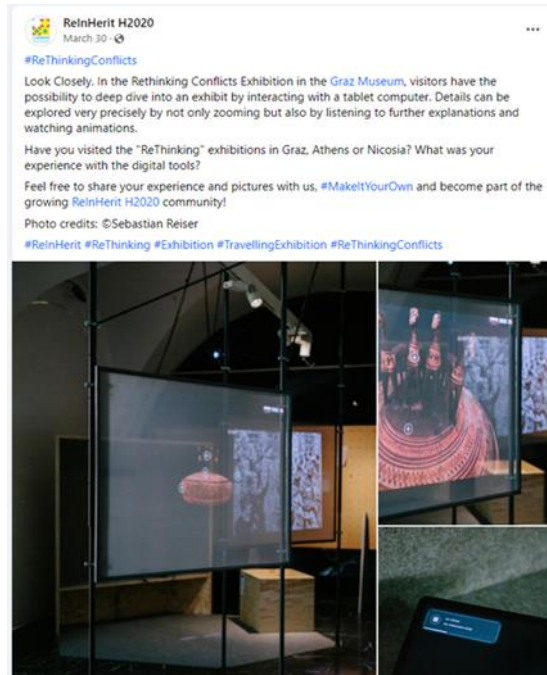 ReInHerit H2020
March 30 ·
#ReThinkingConflicts
Look Closely. In the Rethinking Conflicts Exhibition in the Graz Museum, visitors have the
possibility to deep dive into an exhibit by interacting with a tablet computer. Details can be
explored very precisely by not only zooming but also by listening to further explanations and
watching animations.
Have you visited the "ReThinking" exhibitions in Graz, Athens or Nicosia? What was your
experience with the digital tools?
Feel free to share your experience and pictures with us, #MakeItYourOwn and become part of the
growing ReInHerit H2020 community!
Photo credits: ©Sebastian Reiser
#ReInHerit #ReThinking #Exhibition #TravellingExhibition #ReThinkingConflicts